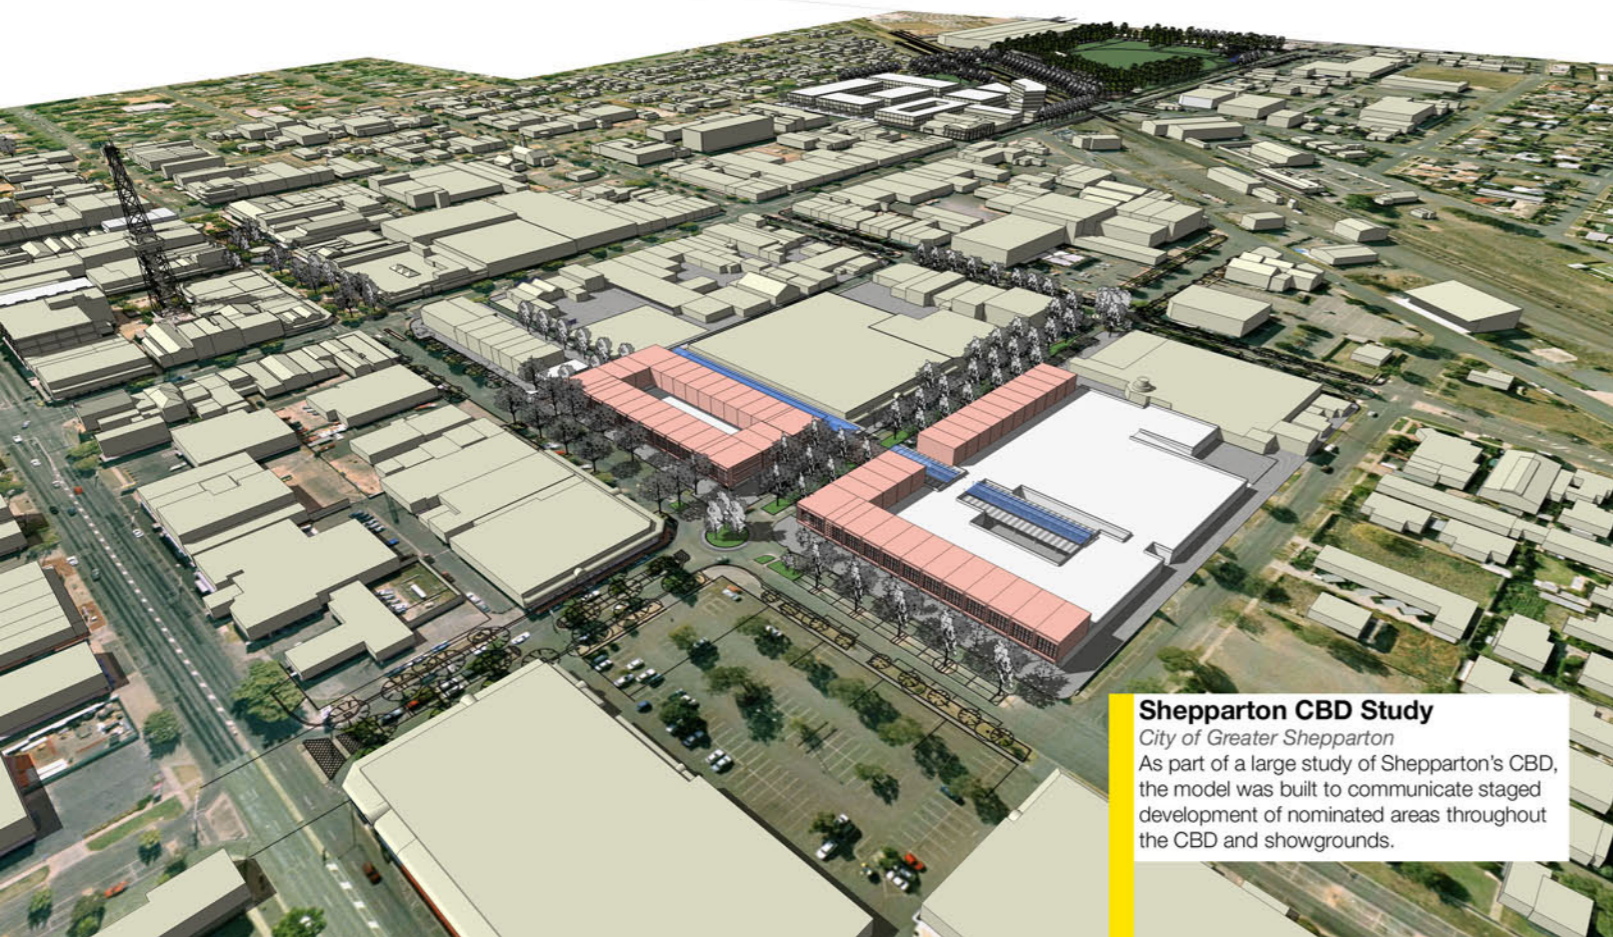 Shepparton CBD Study
City of Greater Shepparton
As part of a large study of Shepparton's CBD,
the model was built to communicate staged
development of nominated areas throughout
the CBD and showgrounds.